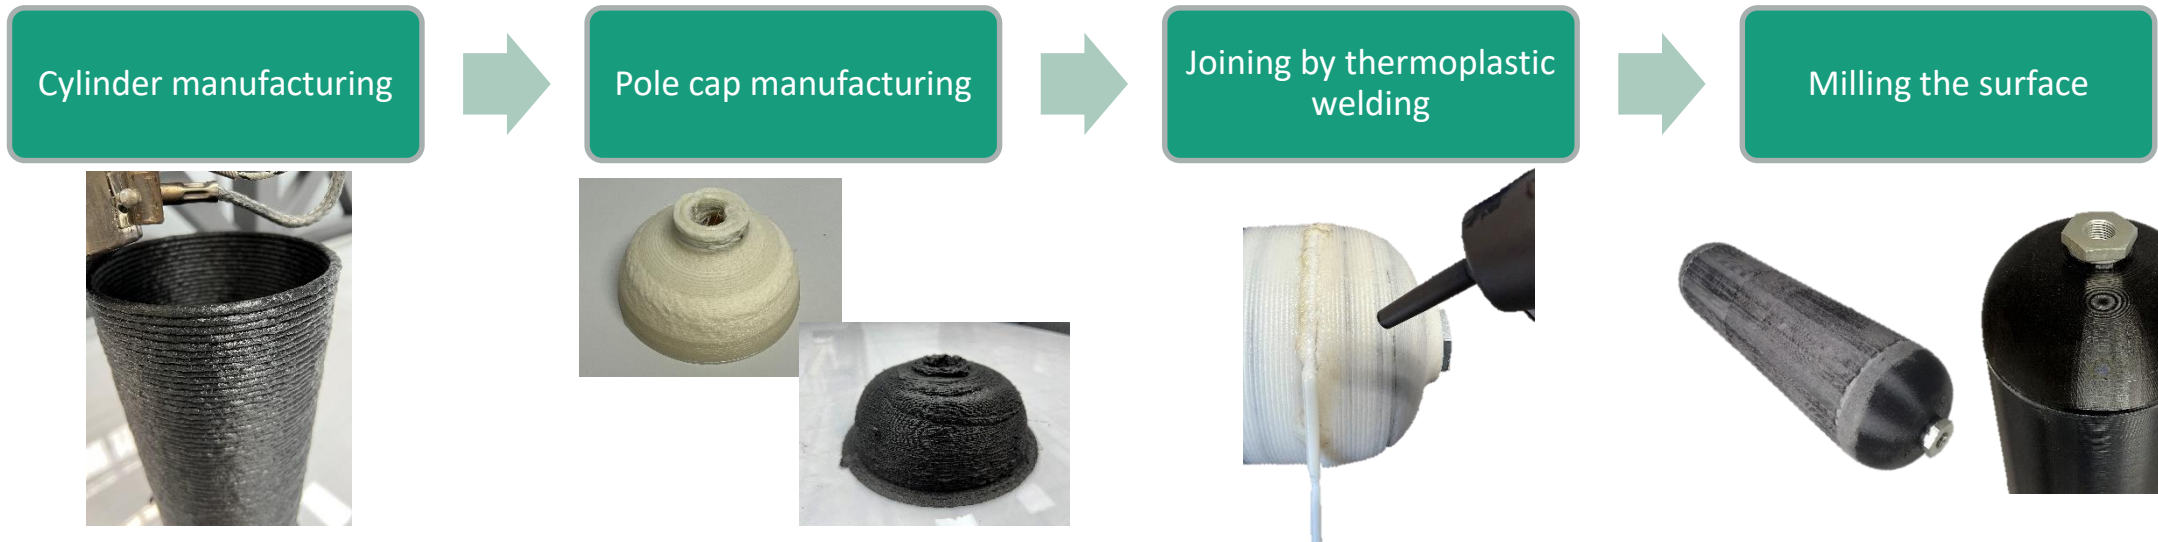 Cylinder manufacturing
Pole cap manufacturing
Joining by thermoplastic
welding
Milling the surface